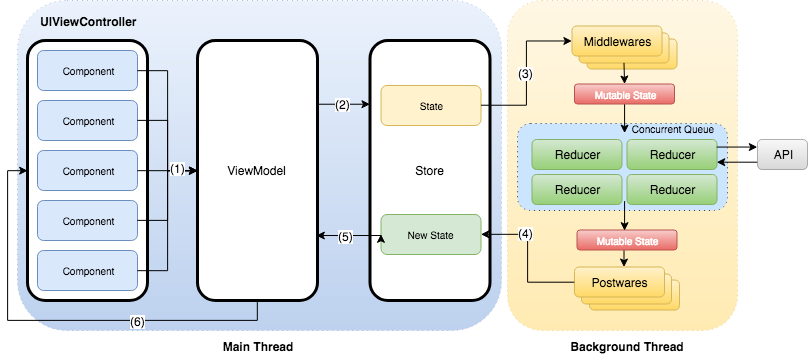 UIViewController
Component
Component
Component
Component
Component
(1)
ViewModel
(2)
State
Store
New State
(5)
(6)
(3)
(4)
Middlewares
Mutable State
Concurrent Queue
Reducer
Reducer
Reducer
Reducer
API
Mutable State
Postwares
Main Thread
Background Thread